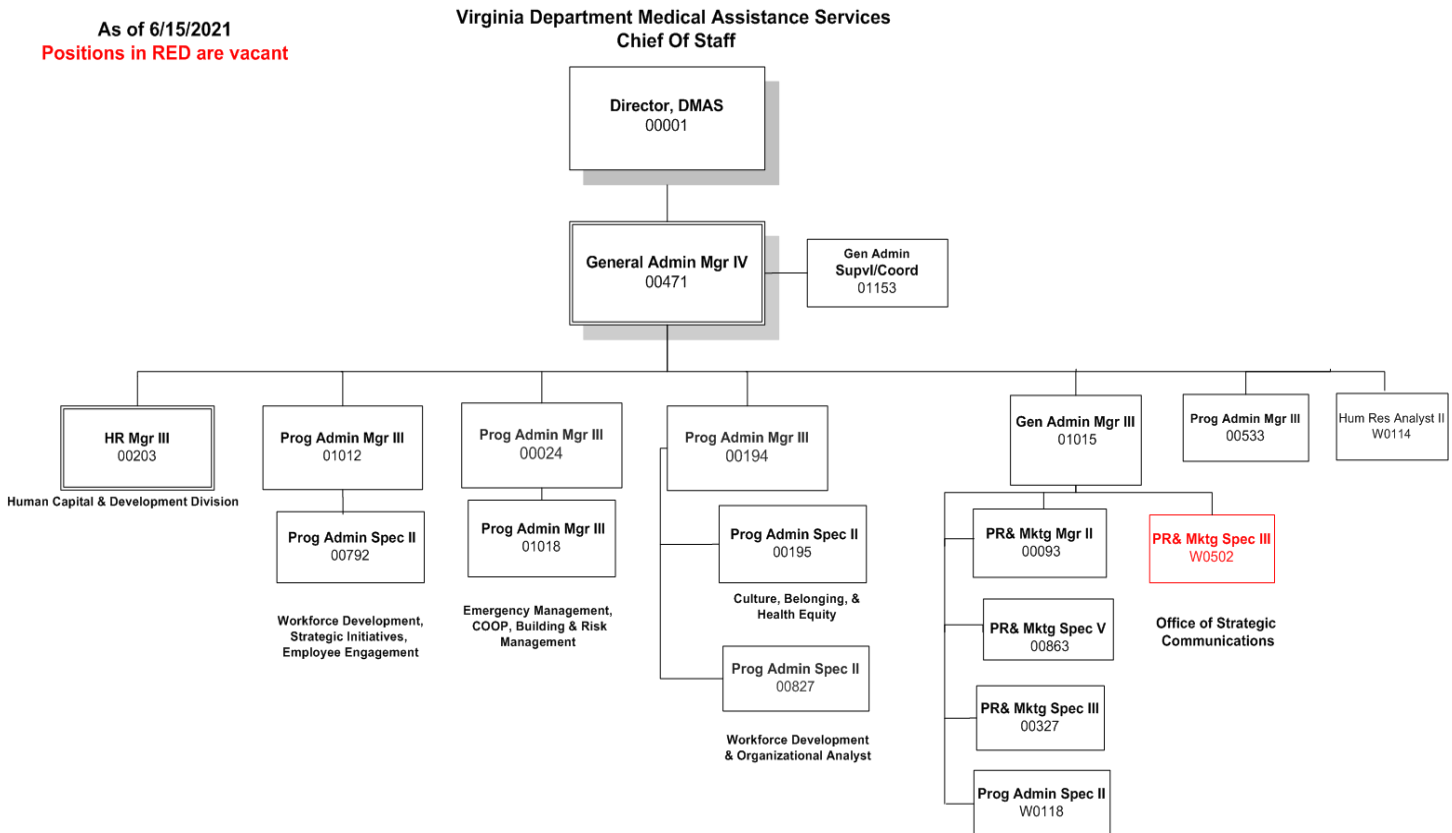 As of 6/15/2021
Positions in RED are vacant
Virginia Department Medical Assistance Services
Chief Of Staff
Director, DMAS
00001
General Admin Mgr IV
00471
Gen Admin
Supvl/Coord
01153
HR Mgr III
00203
Human Capital & Development Division
Prog Admin Mgr III
01012
Prog Admin Spec II
00792
Workforce Development,
Strategic Initiatives,
Employee Engagement
Prog Admin Mgr III
00024
Prog Admin Mgr III
01018
Emergency Management,
COOP, Building & Risk
Management
Prog Admin Mgr III
00194
Prog Admin Spec II
00195
Culture, Belonging, &
Health Equity
Prog Admin Spec II
00827
Workforce Development
& Organizational Analyst
Gen Admin Mgr III
01015
PR& Mktg Mgr II
00093
PR& Mktg Spec V
00863
PR& Mktg Spec III
00327
Prog Admin Spec II
W0118
PR& Mktg Spec III
W0502
Office of Strategic
Communications
Prog Admin Mgr III
00533
Hum Res Analyst II
W0114